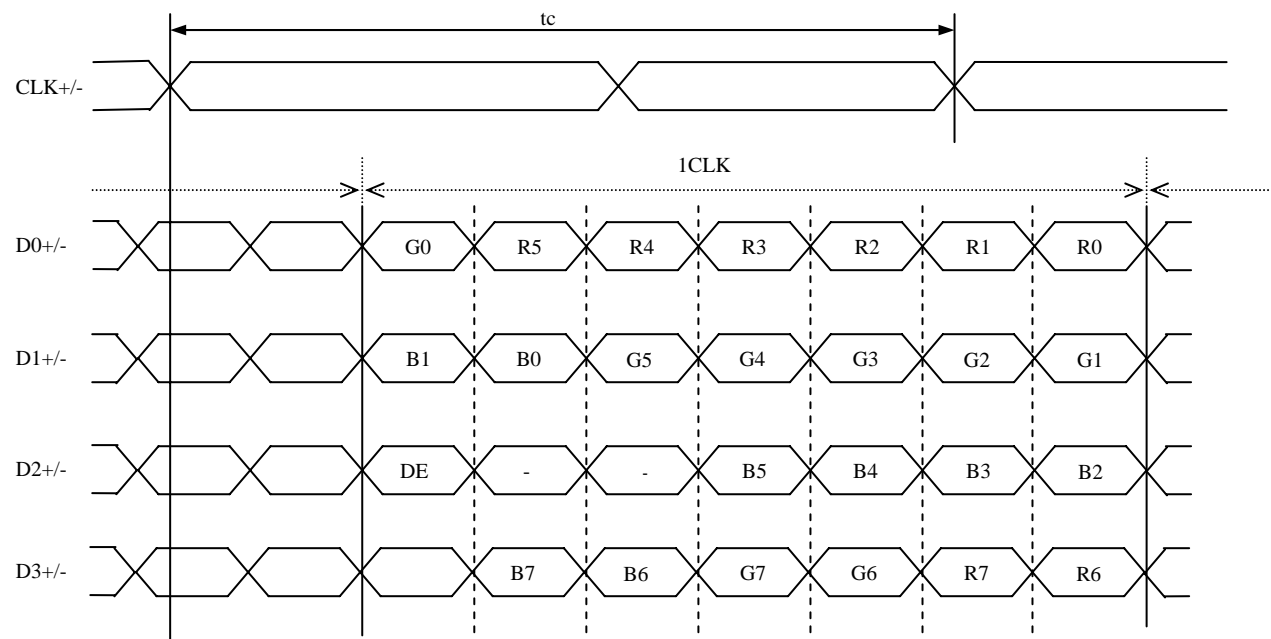 tc
CLK+/-
1CLK
D0+/- G0 R5 R4 R3 R2 R1 R0
D1+/- B1 B0 G5 G4 G3 G2 G1
D2+/- DE - - B5 B4 B3 B2
D3+/- B7 B6 G7 G6 R7 R6